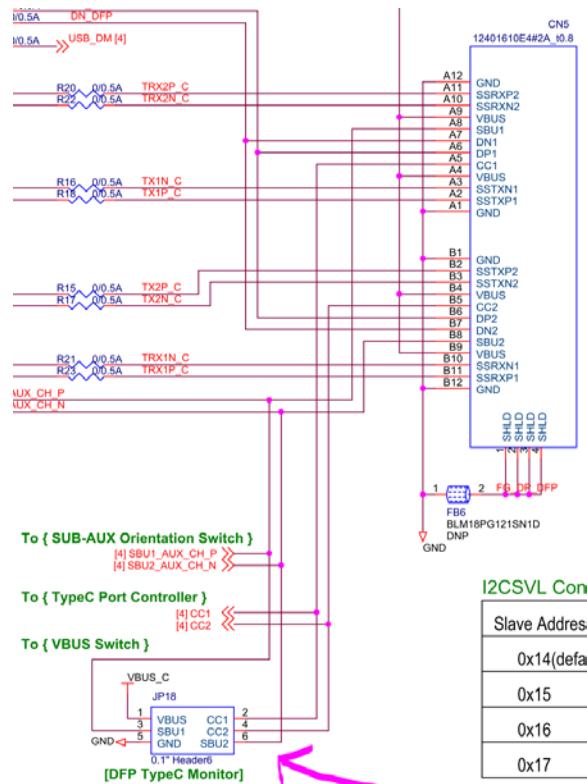 0/0.5A
DN_DFP
CN5
12401610E4#2A_t0.8
0/0.5A
USB_DM [4]
A12 GND
R20 0/0.5A TRX2P_C A11 SSRXP2
R22 0/0.5A TRX2N_C A10 SSRXN2
A9 VBUS
A8 SBU1
A7 DN1
A6 DP1
A5 CC1
A4 VBUS
R16 0/0.5A TX1N_C A3 SSTXN1
R18 0/0.5A TX1P_C A2 SSTXP1
A1 GND
B1 GND
B2 SSTXP2
B3 SSTXN2
R15 0/0.5A TX2P_C B4 VBUS
R17 0/0.5A TX2N_C B5 CC2
B6 DP2
B7 DN2
B8 SBU2
B9 VBUS
R21 0/0.5A TRX1N_C B10 SSRXN1
R23 0/0.5A TRX1P_C B11 SSRXP1
B12 GND
AUX_CH_P
AUX_CH_N
SHLD SHLD SHLD SHLD
1 2 3 4
1 2 FG_DP_DFP
FB6
BLM18PG121SN1D
DNP
GND
To { SUB-AUX Orientation Switch }
[4] SBU1_AUX_CH_P
[4] SBU2_AUX_CH_N
To { TypeC Port Controller }
[4] CC1
[4] CC2
To { VBUS Switch }
VBUS_C
JP18
1 VBUS CC1 2
3 SBU1 CC2 4
GND 5 GND SBU2 6
0.1" Header6
[DFP TypeC Monitor]
I2CSVL Con
Slave Addres
0x14(defa
0x15
0x16
0x17